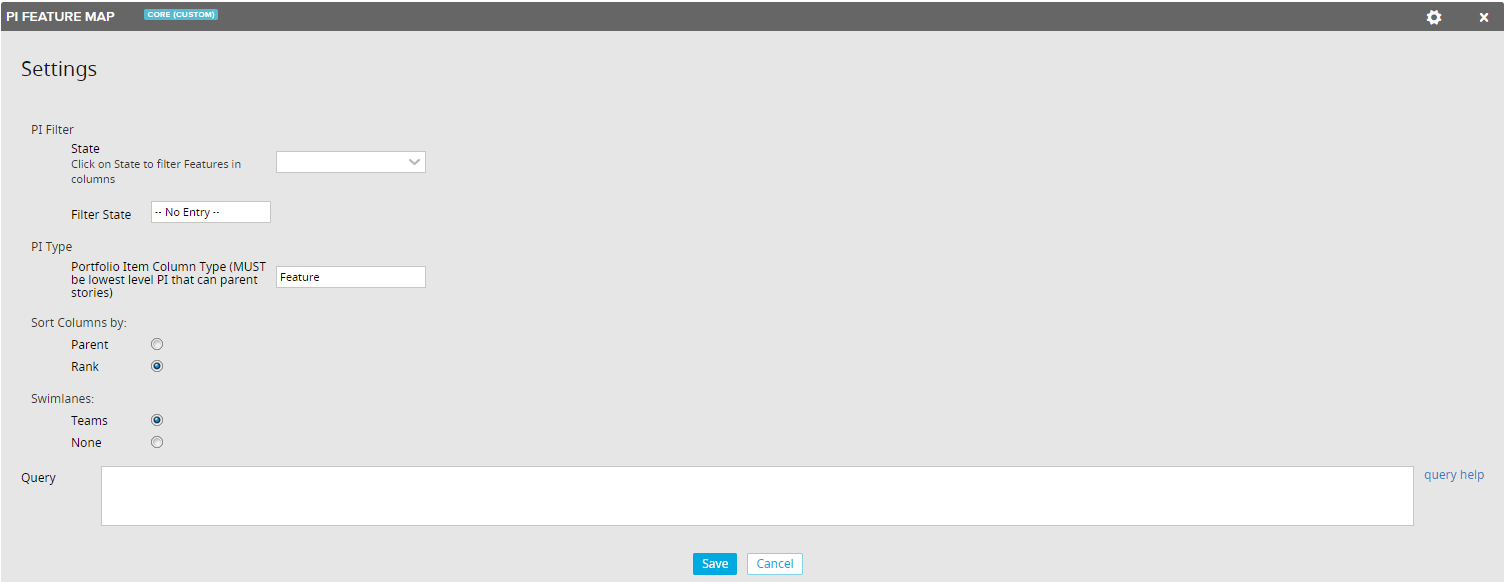 PI FEATURE MAP CORE (CUSTOM)
Settings
PI Filter
State
Click on State to filter Features in
columns
Filter State -- No Entry --
PI Type
Portfolio Item Column Type (MUST
be lowest level PI that can parent
stories)
Feature
Sort Columns by:
Parent
Rank
Swimlanes:
Teams
None
Query query help
Save Cancel